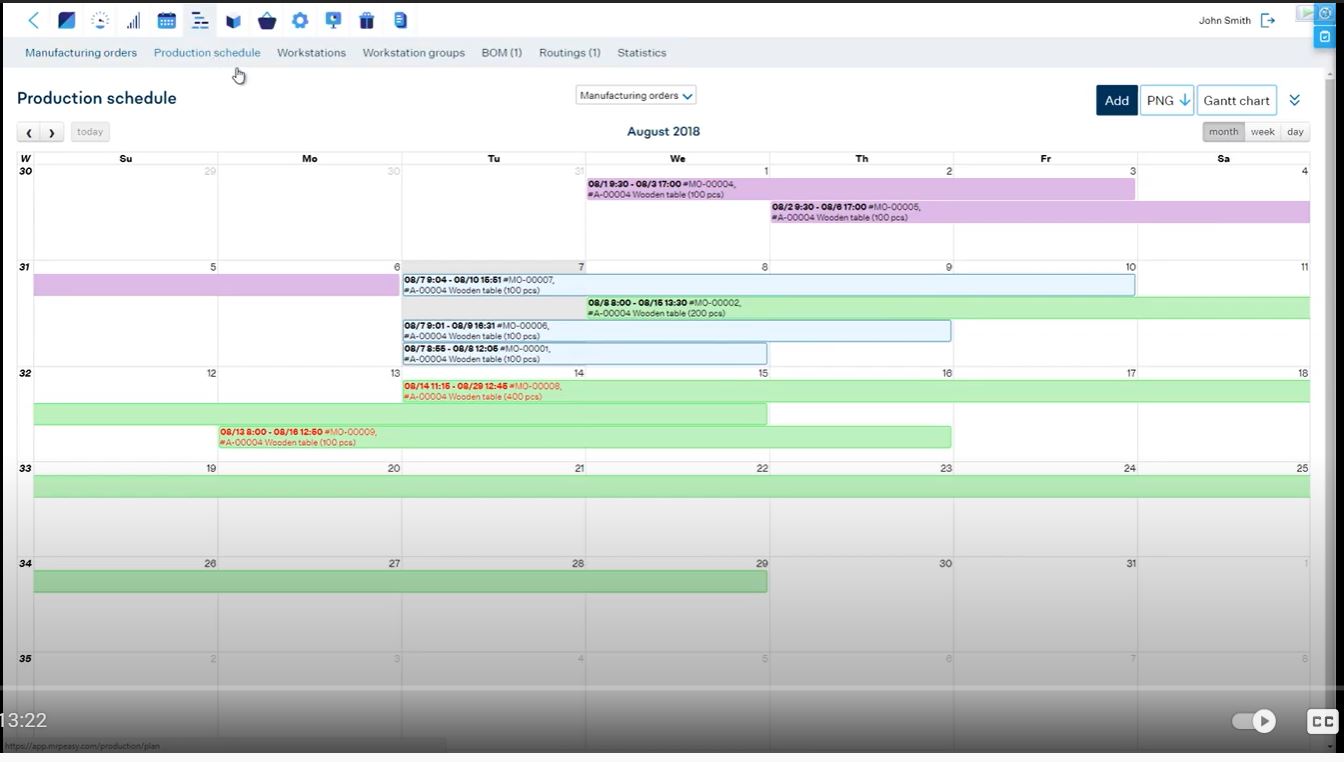 John Smith
Manufacturing orders Production schedule Workstations Workstation groups BOM (1) Routings (1) Statistics
Production schedule
Manufacturing orders
Add PNG Gantt chart
today
August 2018
month week day
W Su Mo Tu We Th Fr Sa
30 29 30 31 1 2 3 4
08/1 9:30 - 08/3 17:00 #MO-00004,
#A-00004 Wooden table (100 pcs)
08/2 9:30 - 08/6 17:00 #MO-00005,
#A-00004 Wooden table (100 pcs)
31 5 6 7 8 9 10 11
08/7 9:04 - 08/10 15:51 #MO-00007,
#A-00004 Wooden table (100 pcs)
08/8 8:00 - 08/15 13:30 #MO-00002,
#A-00004 Wooden table (200 pcs)
08/7 9:01 - 08/9 16:31 #MO-00006,
#A-00004 Wooden table (100 pcs)
08/7 8:55 - 08/8 12:05 #MO-00001,
#A-00004 Wooden table (100 pcs)
32 12 13 14 15 16 17 18
08/14 11:15 - 08/29 12:45 #MO-00008,
#A-00004 Wooden table (400 pcs)
08/13 8:00 - 08/16 12:50 #MO-00009,
#A-00004 Wooden table (100 pcs)
33 19 20 21 22 23 24 25
34 26 27 28 29 30 31 1
35 2 3 4 5 6 7 8
13:22
CC
https://app.mrpeasy.com/production/plan